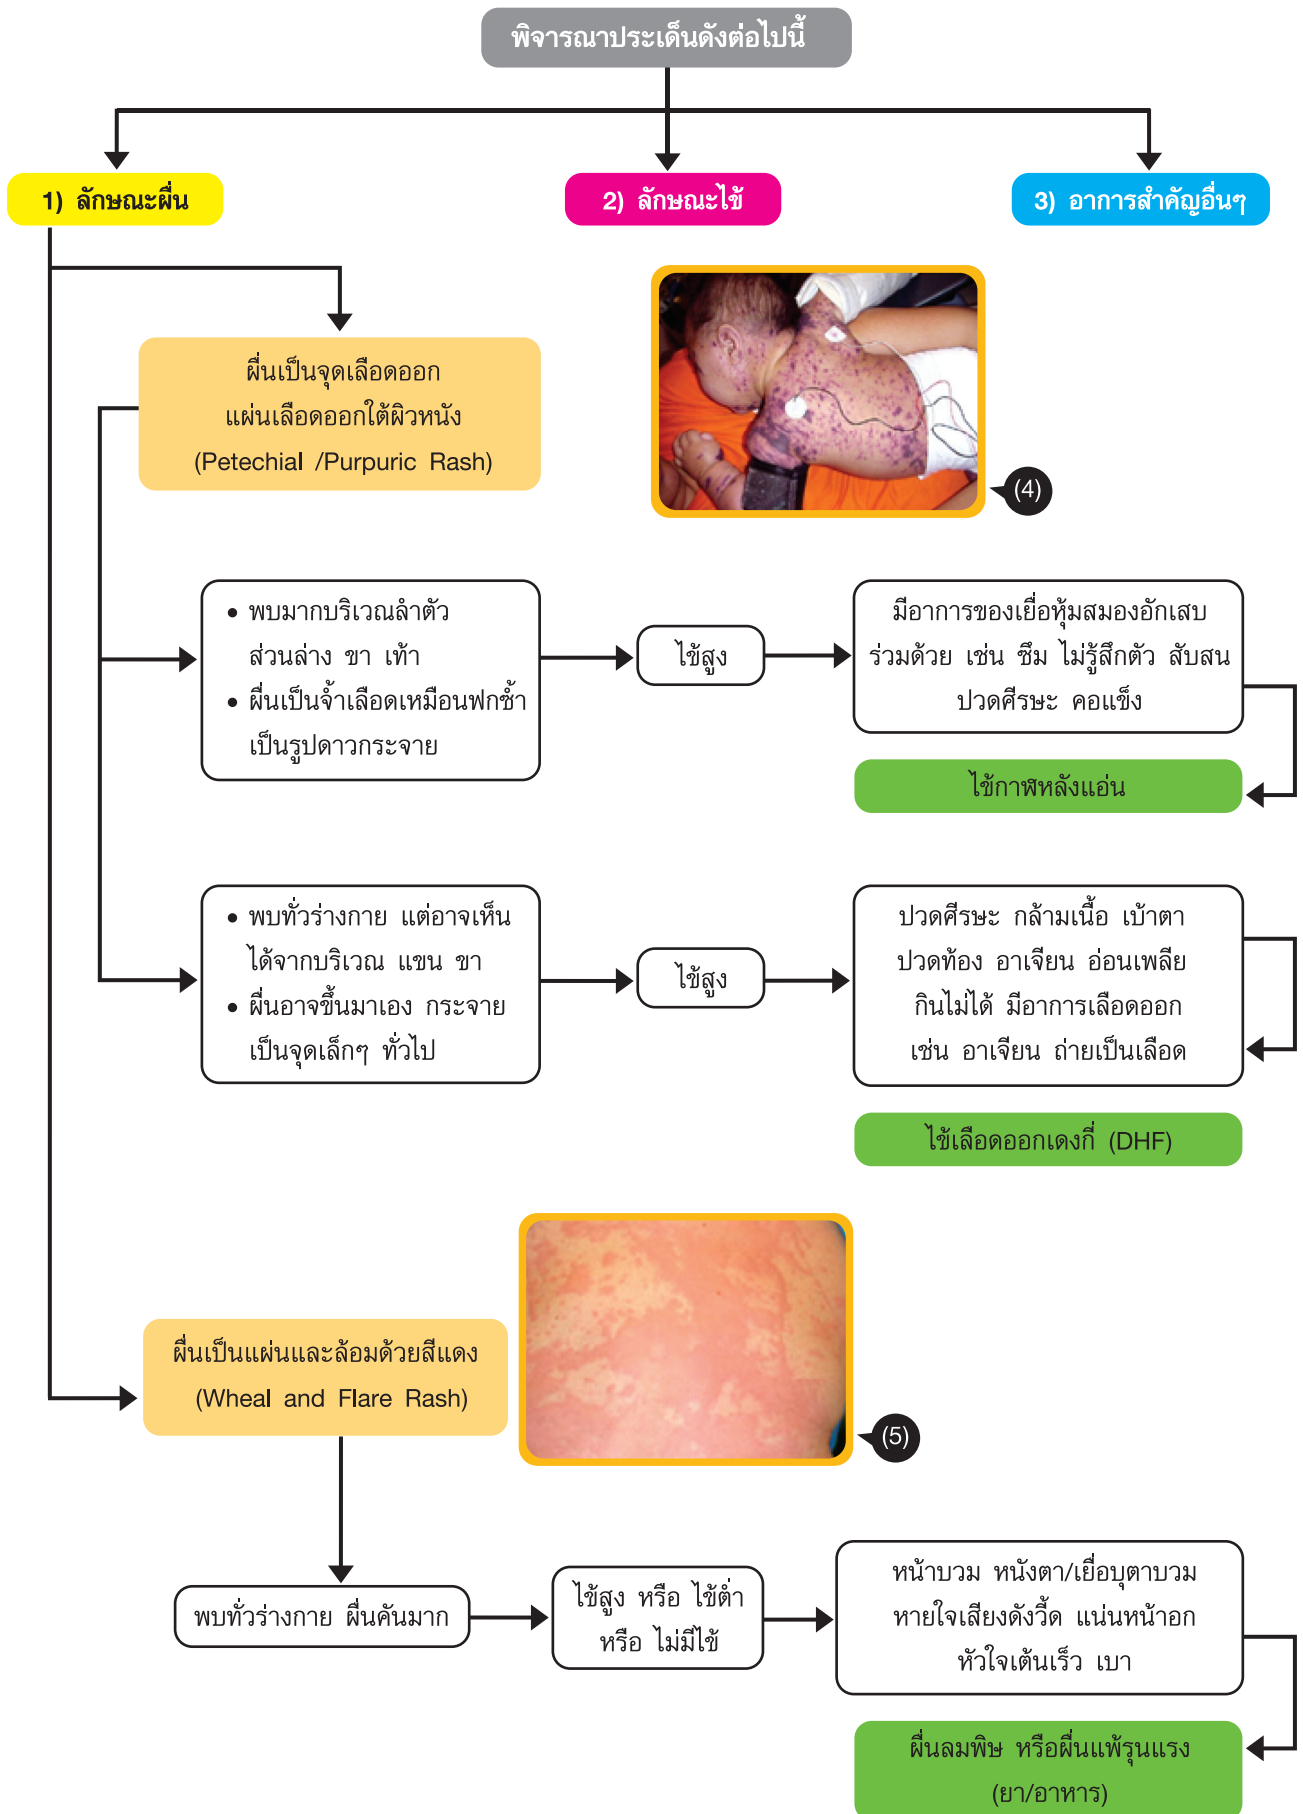 พิจารณาประเด็นดังต่อไปนี้
1) ลักษณะผื่น
2) ลักษณะไข้
3) อาการสำคัญอื่นๆ
ผื่นเป็นจุดเลือดออก
แผ่นเลือดออกใต้ผิวหนัง
(Petechial /Purpuric Rash)
(4)
• พบมากบริเวณลำตัว
ส่วนล่าง ขา เท้า
• ผื่นเป็นจ้ำเลือดเหมือนฟกช้ำ
เป็นรูปดาวกระจาย
ไข้สูง
มีอาการของเยื่อหุ้มสมองอักเสบ
ร่วมด้วย เช่น ซึม ไม่รู้สึกตัว สับสน
ปวดศีรษะ คอแข็ง
ไข้กาฬหลังแอ่น
• พบทั่วร่างกาย แต่อาจเห็น
ได้จากบริเวณ แขน ขา
• ผื่นอาจขึ้นมาเอง กระจาย
เป็นจุดเล็กๆ ทั่วไป
ไข้สูง
ปวดศีรษะ กล้ามเนื้อ เบ้าตา
ปวดท้อง อาเจียน อ่อนเพลีย
กินไม่ได้ มีอาการเลือดออก
เช่น อาเจียน ถ่ายเป็นเลือด
ไข้เลือดออกเดงกี่ (DHF)
ผื่นเป็นแผ่นและล้อมด้วยสีแดง
(Wheal and Flare Rash)
(5)
พบทั่วร่างกาย ผื่นคันมาก
ไข้สูง หรือ ไข้ต่ำ
หรือ ไม่มีไข้
หน้าบวม หนังตา/เยื่อบุตาบวม
หายใจเสียงดังวี้ด แน่นหน้าอก
หัวใจเต้นเร็ว เบา
ผื่นลมพิษ หรือผื่นแพ้รุนแรง
(ยา/อาหาร)